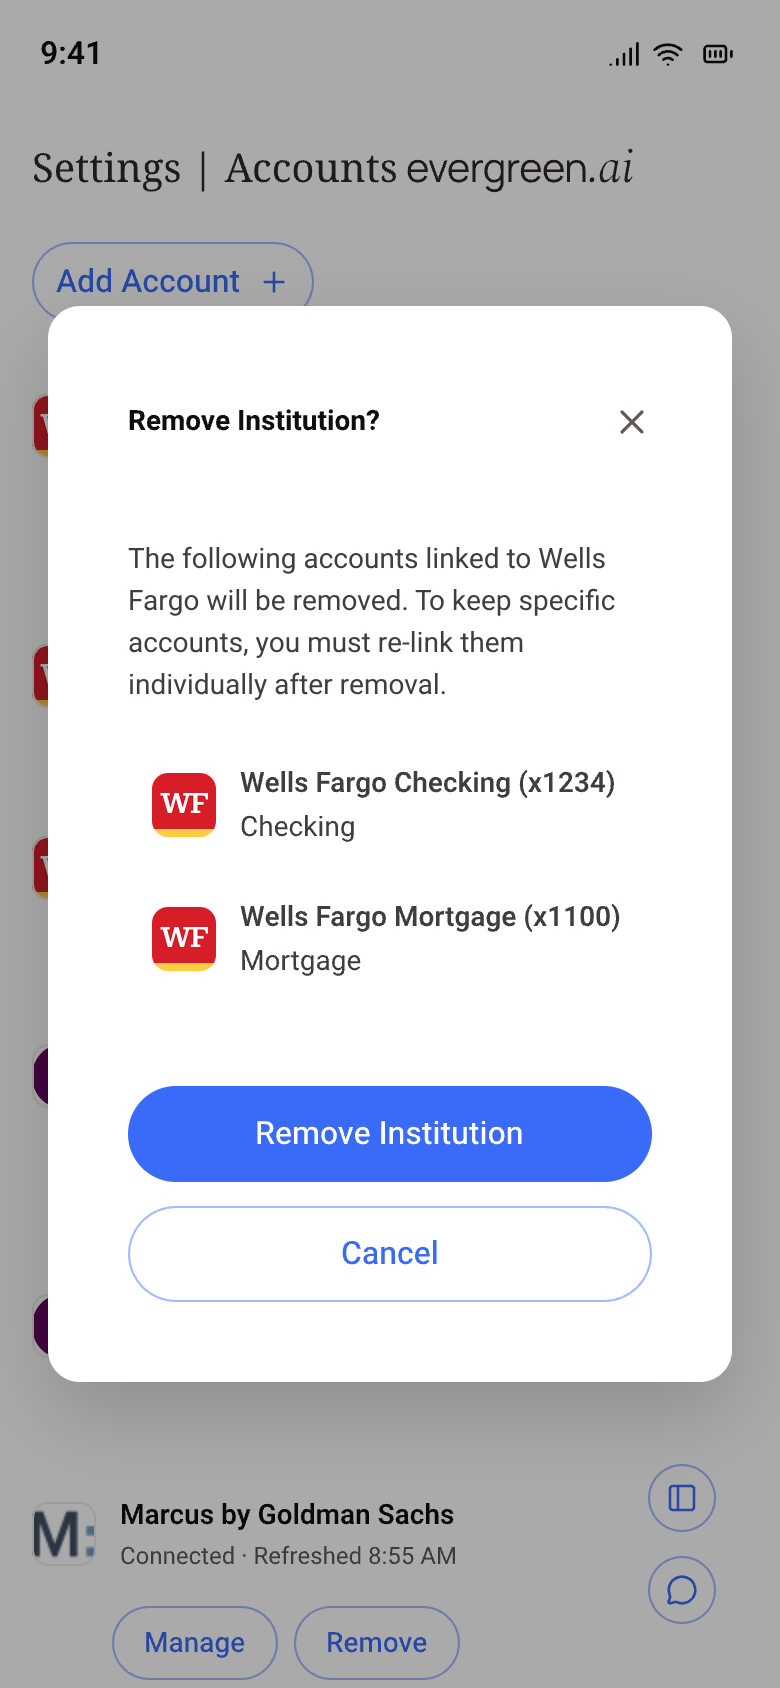 9:41
Settings | Accounts evergreen.ai
Add Account +
Remove Institution?
The following accounts linked to Wells
Fargo will be removed. To keep specific
accounts, you must re-link them
individually after removal.
WF
Wells Fargo Checking (x1234)
Checking
WF
Wells Fargo Mortgage (x1100)
Mortgage
Remove Institution
Cancel
M:
Marcus by Goldman Sachs
Connected · Refreshed 8:55 AM
Manage
Remove